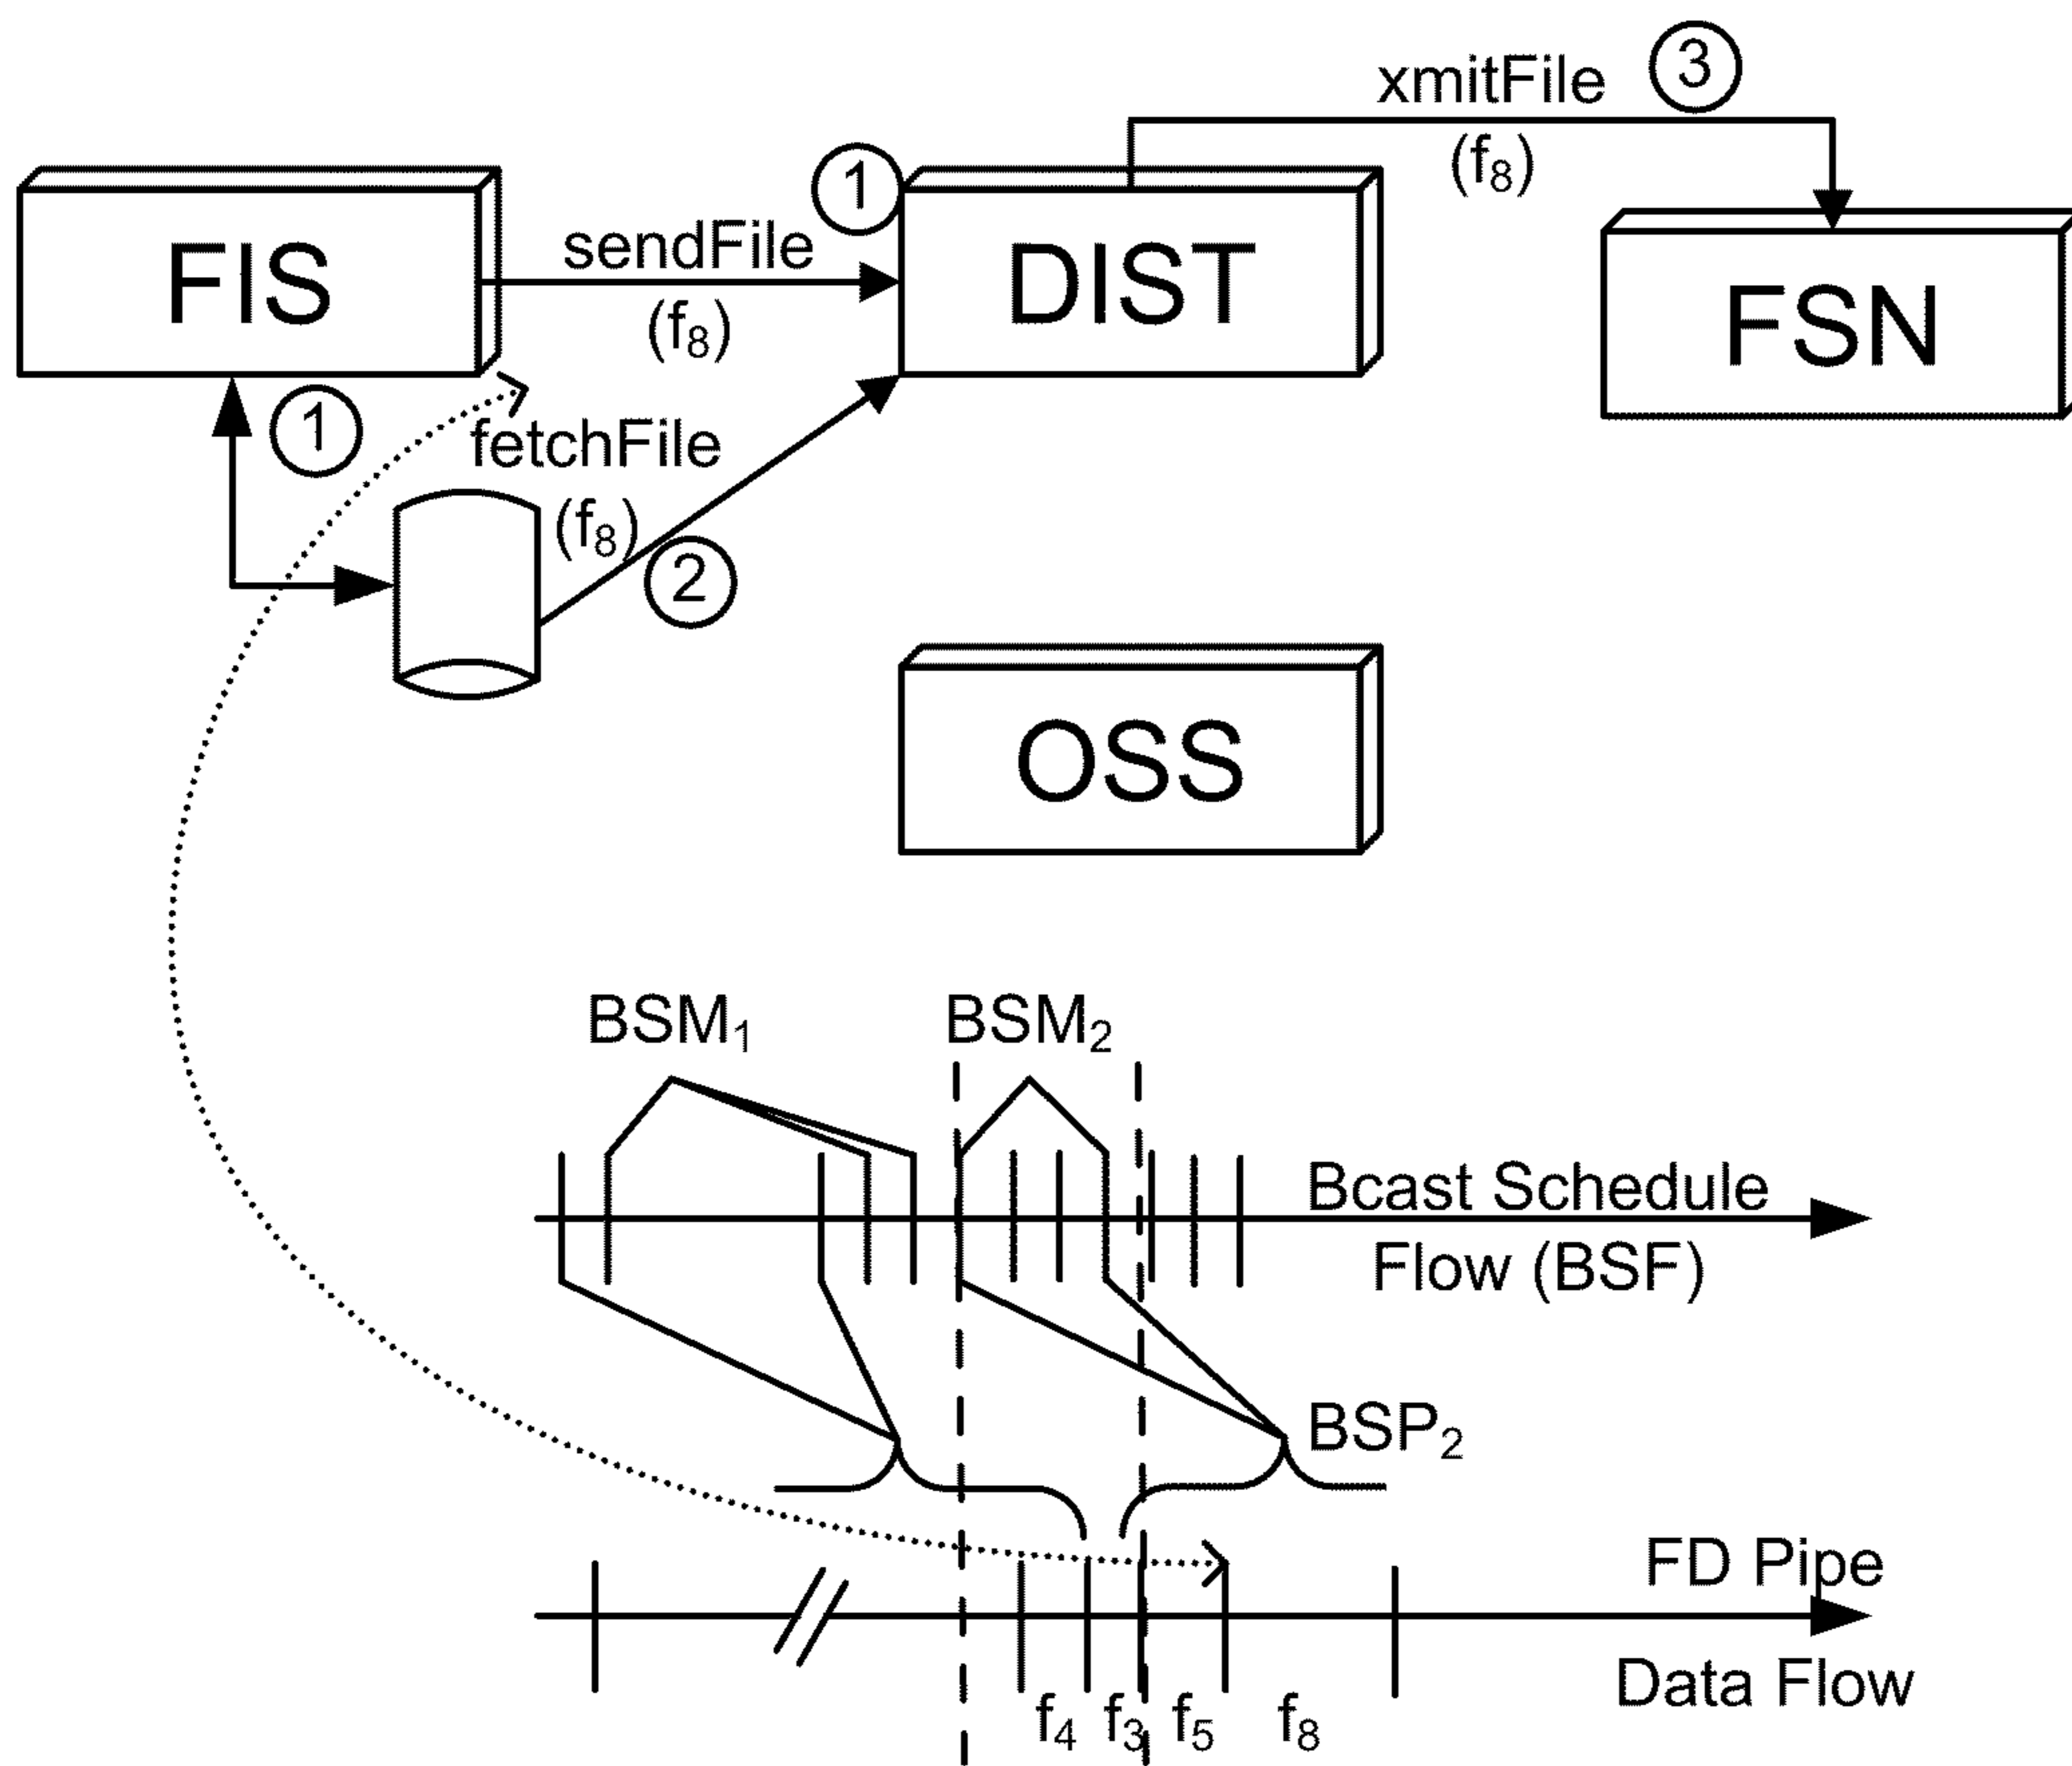 xmitFile
③
(f₈)
①
FIS
sendFile
(f₈)
DIST
FSN
①
fetchFile
(f₈)
②
OSS
BSM₁
BSM₂
Bcast Schedule
Flow (BSF)
BSP₂
FD Pipe
Data Flow
f₄ f₃ f₅ f₈